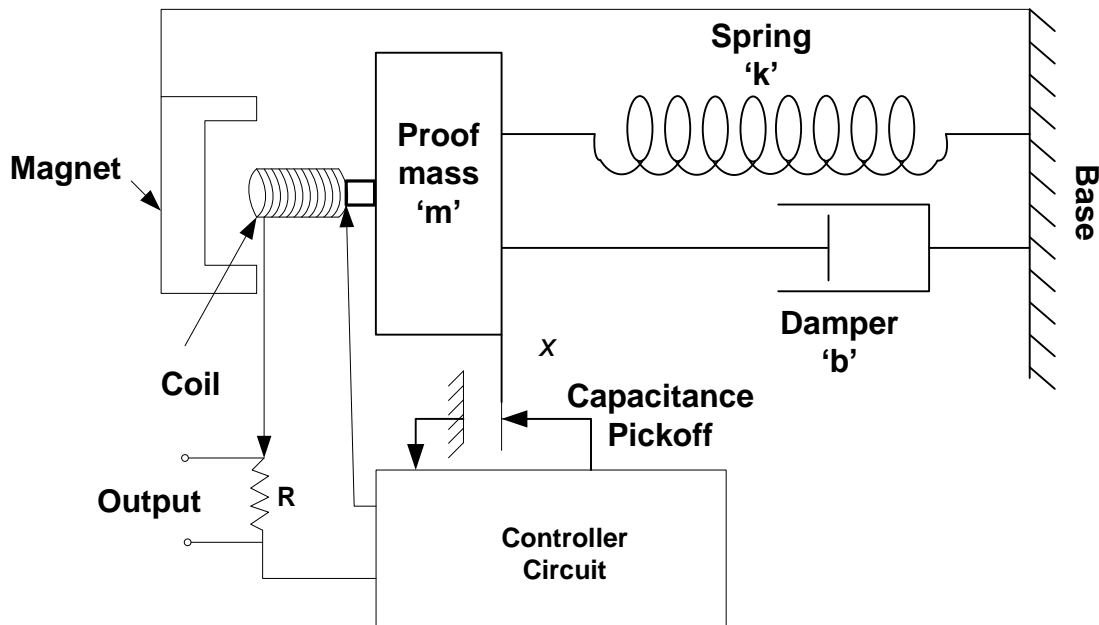 Spring
‘k’
Proof
mass
‘m’
Magnet
Base
Damper
‘b’
x
Coil
Capacitance
Pickoff
Output
R
Controller
Circuit